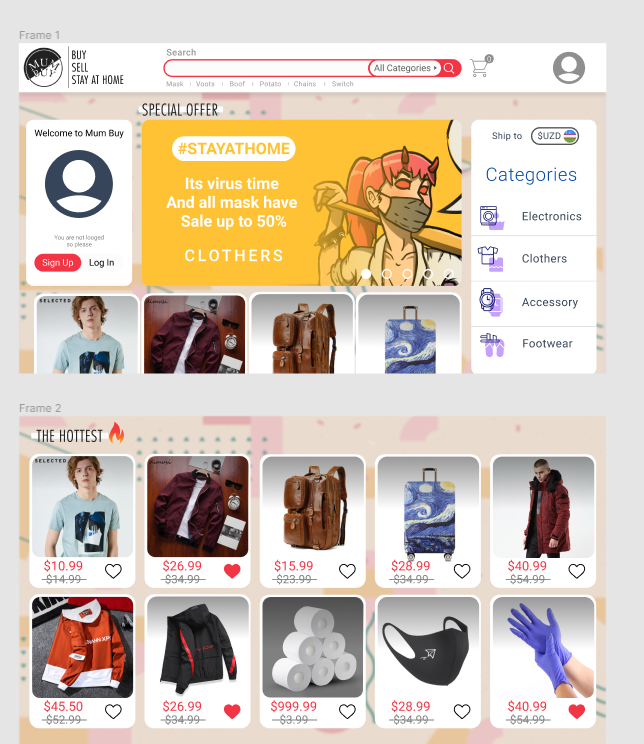 Frame 1
MUM
BUY
BUY
SELL
STAY AT HOME
Search
All Categories
0
Mask
Voots
Boof
Potato
Chains
Switch
SPECIAL OFFER
Welcome to Mum Buy
You are not looged
so please
Sign Up
Log In
#STAYATHOME
Its virus time
And all mask have
Sale up to 50%
CLOTHERS
Ship to
$UZD
Categories
Electronics
Clothers
Accessory
Footwear
SELECTED
Frame 2
THE HOTTEST
SELECTED
$10.99
$14.99
$26.99
$34.99
$15.99
$23.99
$28.99
$34.99
$40.99
$54.99
$45.50
$52.99
$26.99
$34.99
$999.99
$3.99
$28.99
$34.99
$40.99
$54.99